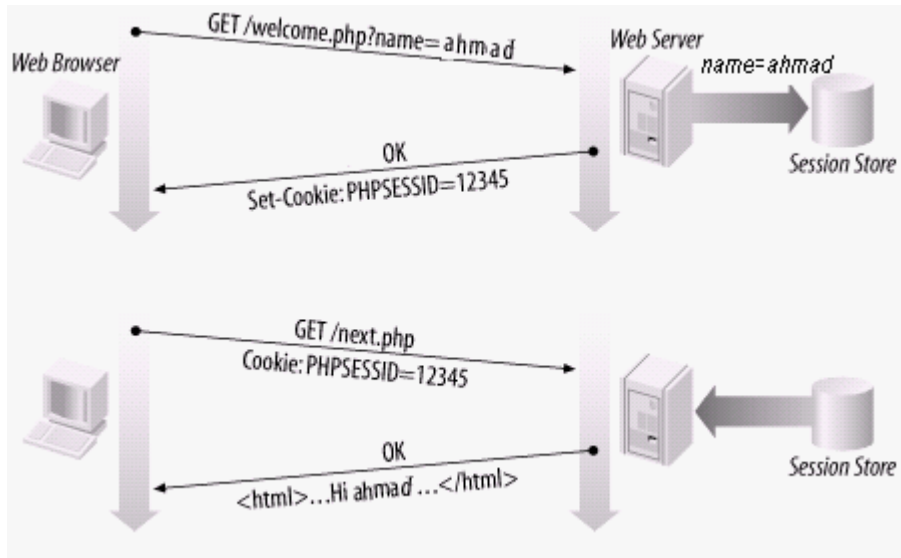 GET /welcome.php?name=ahmad
Web Browser
Web Server
name=ahmad
OK
Set-Cookie: PHPSESSID=12345
Session Store
GET /next.php
Cookie: PHPSESSID=12345
OK
<html>...Hi ahmad ...</html>
Session Store